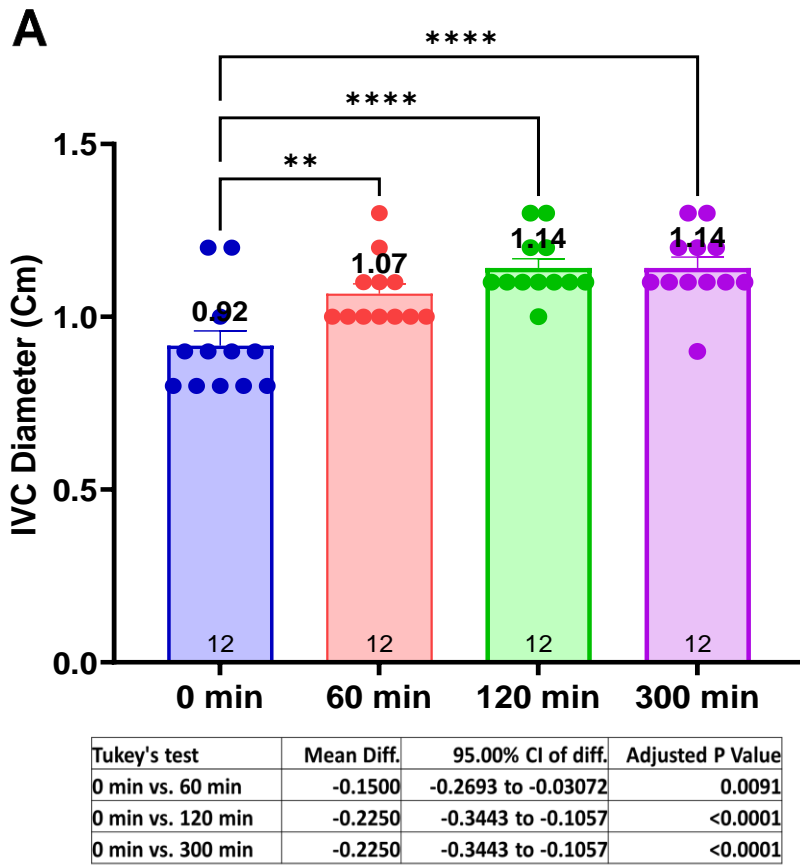 A
****
****
**
1.5
1.0
0.5
0.0
IVC Diameter (Cm)
0.92 1.07 1.14 1.14
12 12 12 12
0 min 60 min 120 min 300 min
Tukey's test Mean Diff. 95.00% CI of diff. Adjusted P Value
0 min vs. 60 min -0.1500 -0.2693 to -0.03072 0.0091
0 min vs. 120 min -0.2250 -0.3443 to -0.1057 <0.0001
0 min vs. 300 min -0.2250 -0.3443 to -0.1057 <0.0001